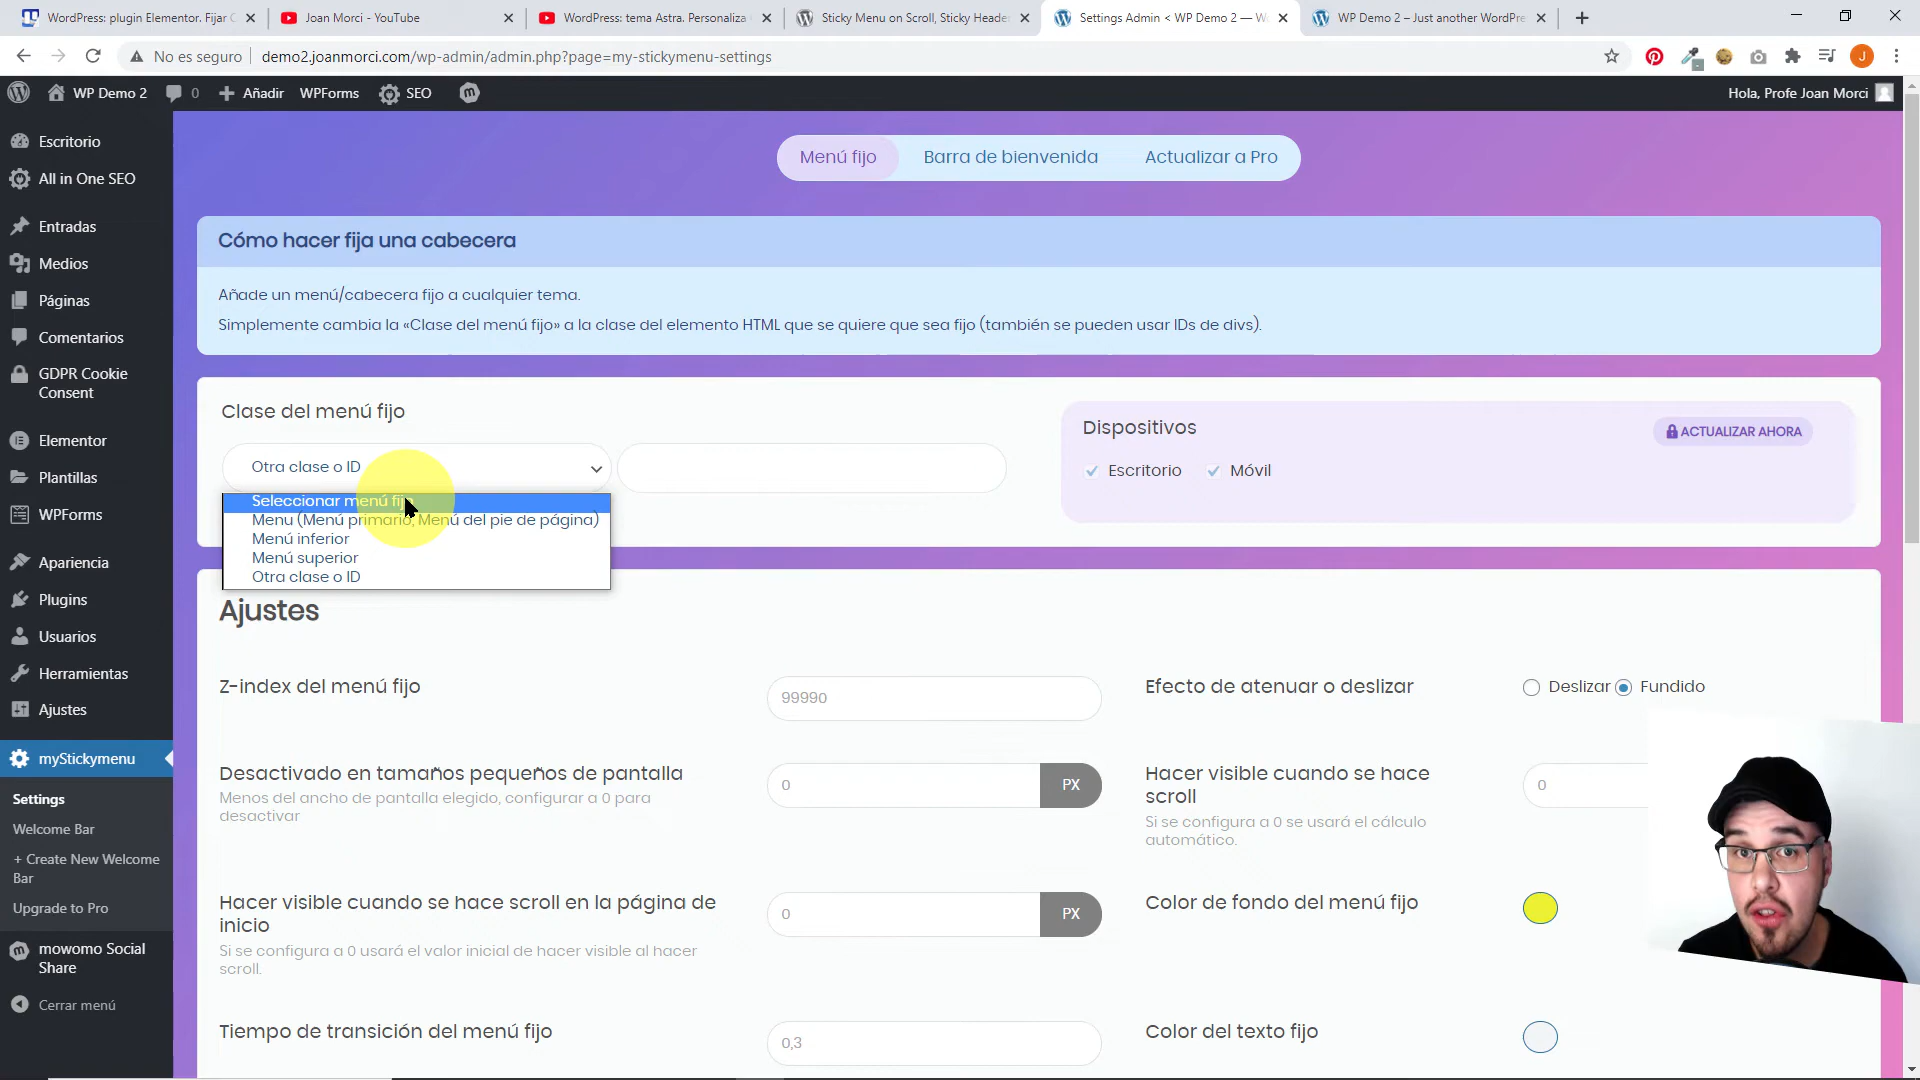 WordPress: plugin Elementor. Fijar C
Joan Morci - YouTube
WordPress: tema Astra. Personaliza
Sticky Menu on Scroll, Sticky Heade
Settings Admin < WP Demo 2 — W
WP Demo 2 – Just another WordPre
No es seguro
demo2.joanmorci.com/wp-admin/admin.php?page=my-stickymenu-settings
J
WP Demo 2
0
Añadir
WPForms
SEO
Hola, Profe Joan Morci
Escritorio
All in One SEO
Entradas
Medios
Páginas
Comentarios
GDPR Cookie
Consent
Elementor
Plantillas
WPForms
Apariencia
Plugins
Usuarios
Herramientas
Ajustes
myStickymenu
Settings
Welcome Bar
+ Create New Welcome
Bar
Upgrade to Pro
mowomo Social
Share
Cerrar menú
Menú fijo
Barra de bienvenida
Actualizar a Pro
Cómo hacer fija una cabecera
Añade un menú/cabecera fijo a cualquier tema.
Simplemente cambia la «Clase del menú fijo» a la clase del elemento HTML que se quiere que sea fijo (también se pueden usar IDs de divs).
Clase del menú fijo
Otra clase o ID
Seleccionar menú fijo
Menu (Menú primario, Menú del pie de página)
Menú inferior
Menú superior
Otra clase o ID
Dispositivos
ACTUALIZAR AHORA
Escritorio
Móvil
Ajustes
Z-index del menú fijo
99990
Efecto de atenuar o deslizar
Deslizar
Fundido
Desactivado en tamaños pequeños de pantalla
Menos del ancho de pantalla elegido, configurar a 0 para
desactivar
0
PX
Hacer visible cuando se hace
scroll
Si se configura a 0 se usará el cálculo
automático.
0
Hacer visible cuando se hace scroll en la página de
inicio
Si se configura a 0 usará el valor inicial de hacer visible al hacer
scroll.
0
PX
Color de fondo del menú fijo
Tiempo de transición del menú fijo
0,3
Color del texto fijo